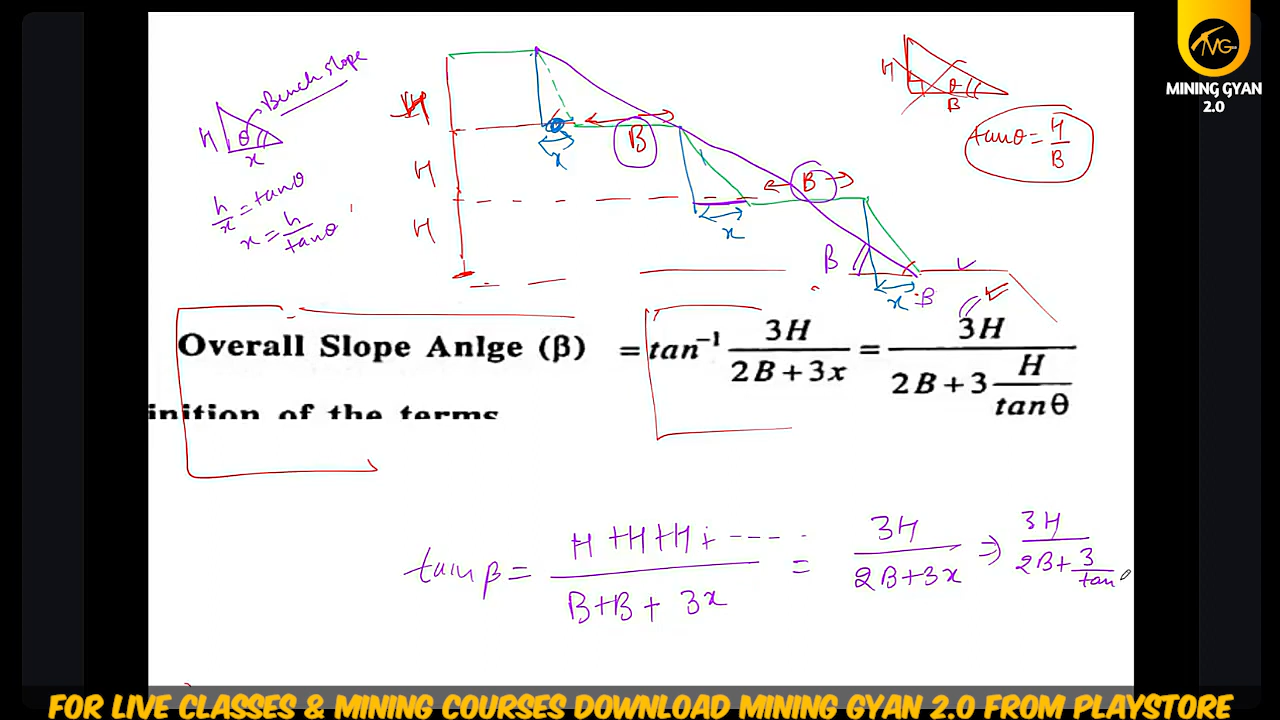 MINING GYAN
2.0
Bench slope
H
θ
x
h/x = tanθ
x = h/tanθ
H
H
H
x
B
x
B
x
B
B
H
θ
B
tanθ = H/B
Overall Slope Anlge (β) = tan⁻¹ 3H/(2B+3x) = 3H/(2B+3 H/tanθ)
inition of the terms
tan β = H+H+H+-----/(B+B+3x) = 3H/(2B+3x) ⇒ 3H/(2B+3/tan
FOR LIVE CLASSES & MINING COURSES DOWNLOAD MINING GYAN 2.0 FROM PLAYSTORE